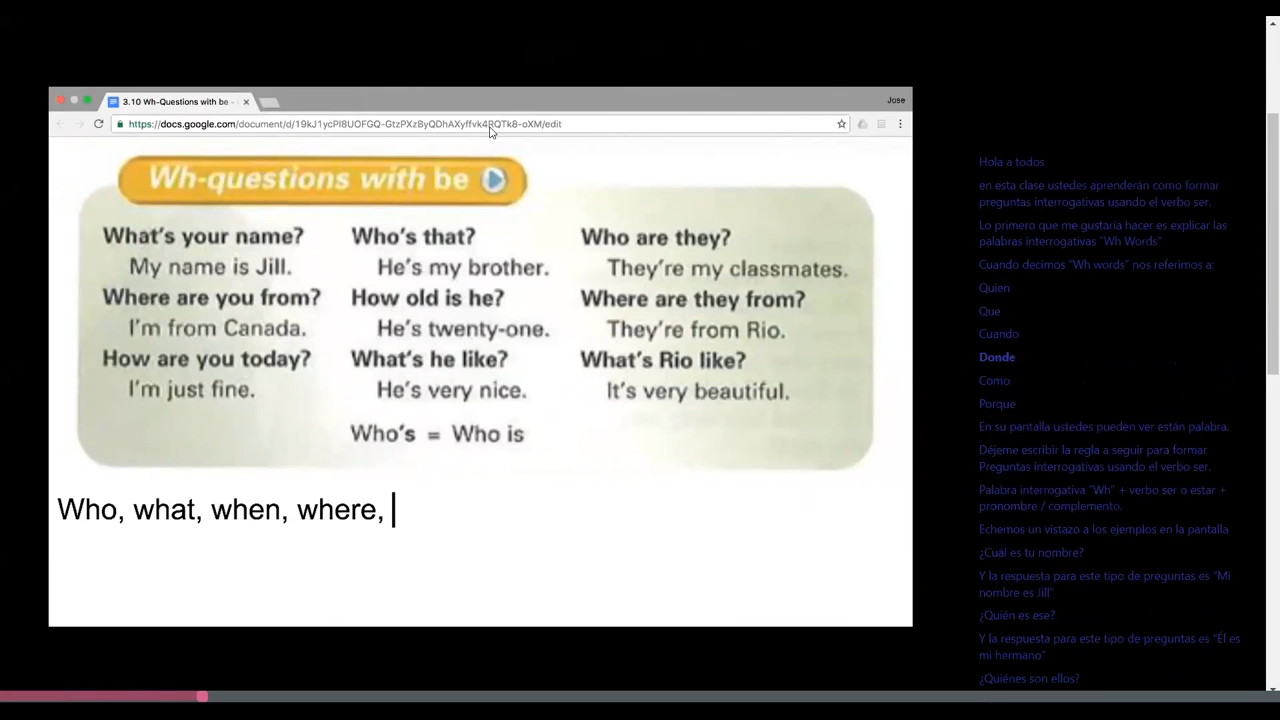 3.10 Wh-Questions with be -
Jose
https://docs.google.com/document/d/19kJ1ycPI8UOFGQ-GtzPXzByQDhAXyffvk4RQTk8-oXM/edit
Wh-questions with be
What's your name?
My name is Jill.
Where are you from?
I'm from Canada.
How are you today?
I'm just fine.
Who's that?
He's my brother.
How old is he?
He's twenty-one.
What's he like?
He's very nice.
Who's = Who is
Who are they?
They're my classmates.
Where are they from?
They're from Rio.
What's Rio like?
It's very beautiful.
Who, what, when, where,
Hola a todos
en esta clase ustedes aprenderán como formar
preguntas interrogativas usando el verbo ser.
Lo primero que me gustaría hacer es explicar las
palabras interrogativas "Wh Words"
Cuando decimos "Wh words" nos referimos a:
Quien
Que
Cuando
Donde
Como
Porque
En su pantalla ustedes pueden ver están palabra.
Déjeme escribir la regla a seguir para formar
Preguntas interrogativas usando el verbo ser.
Palabra interrogativa "Wh" + verbo ser o estar +
pronombre / complemento.
Echemos un vistazo a los ejemplos en la pantalla
¿Cuál es tu nombre?
Y la respuesta para este tipo de preguntas es "Mi
nombre es Jill"
¿Quién es ese?
Y la respuesta para este tipo de preguntas es "Él es
mi hermano"
¿Quiénes son ellos?